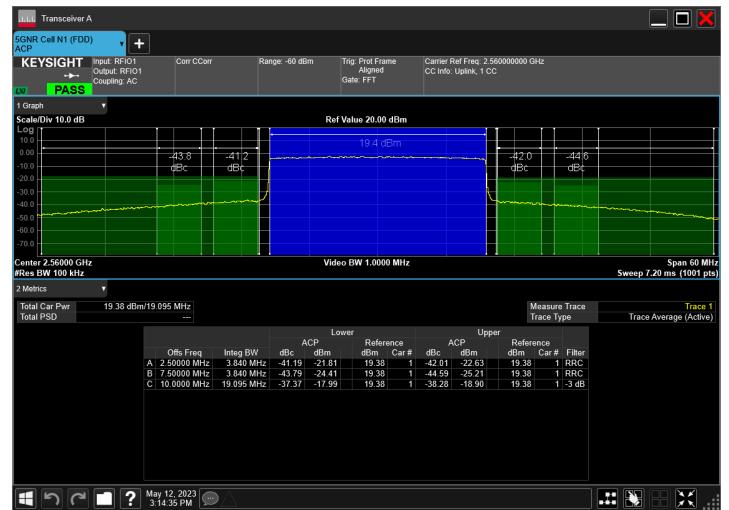 Transceiver A
5GNR Cell N1 (FDD)
ACP
KEYSIGHT
LXI
PASS
Input: RFIO1
Output: RFIO1
Coupling: AC
Corr CCorr
Range: -60 dBm
Trig: Prot Frame
Aligned
Gate: FFT
Carrier Ref Freq: 2.560000000 GHz
CC Info: Uplink, 1 CC
1 Graph
Scale/Div 10.0 dB
Ref Value 20.00 dBm
Log
10.0
0.00
-10.0
-20.0
-30.0
-40.0
-50.0
-60.0
-70.0
-43.8
dBc
-41.2
dBc
19.4 dBm
-42.0
dBc
-44.6
dBc
Center 2.56000 GHz
#Res BW 100 kHz
Video BW 1.0000 MHz
Span 60 MHz
Sweep 7.20 ms (1001 pts)
2 Metrics
Total Car Pwr 19.38 dBm/19.095 MHz
Total PSD ---
Measure Trace Trace 1
Trace Type Trace Average (Active)
Lower Upper
ACP Reference ACP Reference
Offs Freq Integ BW dBc dBm dBm Car # dBc dBm dBm Car # Filter
A 2.50000 MHz 3.840 MHz -41.19 -21.81 19.38 1 -42.01 -22.63 19.38 1 RRC
B 7.50000 MHz 3.840 MHz -43.79 -24.41 19.38 1 -44.59 -25.21 19.38 1 RRC
C 10.0000 MHz 19.095 MHz -37.37 -17.99 19.38 1 -38.28 -18.90 19.38 1 -3 dB
?
May 12, 2023
3:14:35 PM